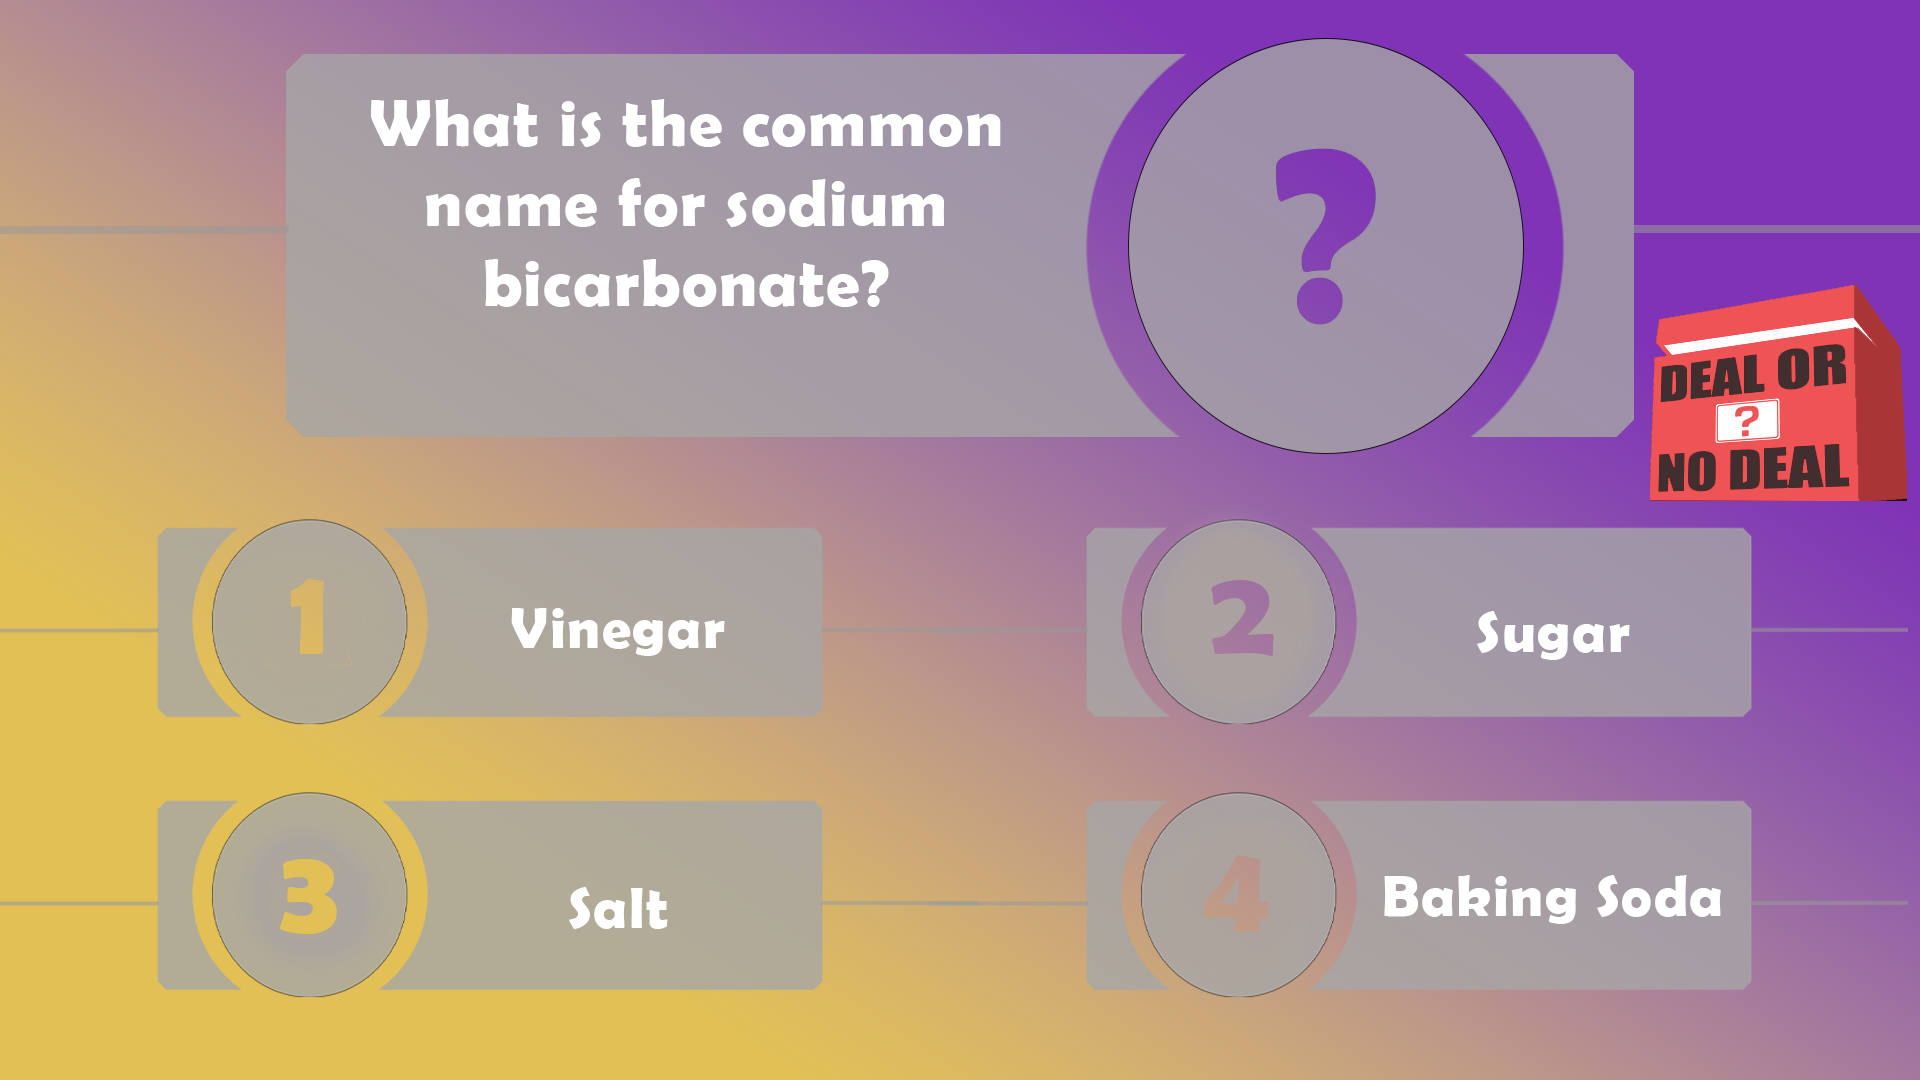 What is the common
name for sodium
bicarbonate?
?
DEAL OR
?
NO DEAL
1
Vinegar
2
Sugar
3
Salt
4
Baking Soda